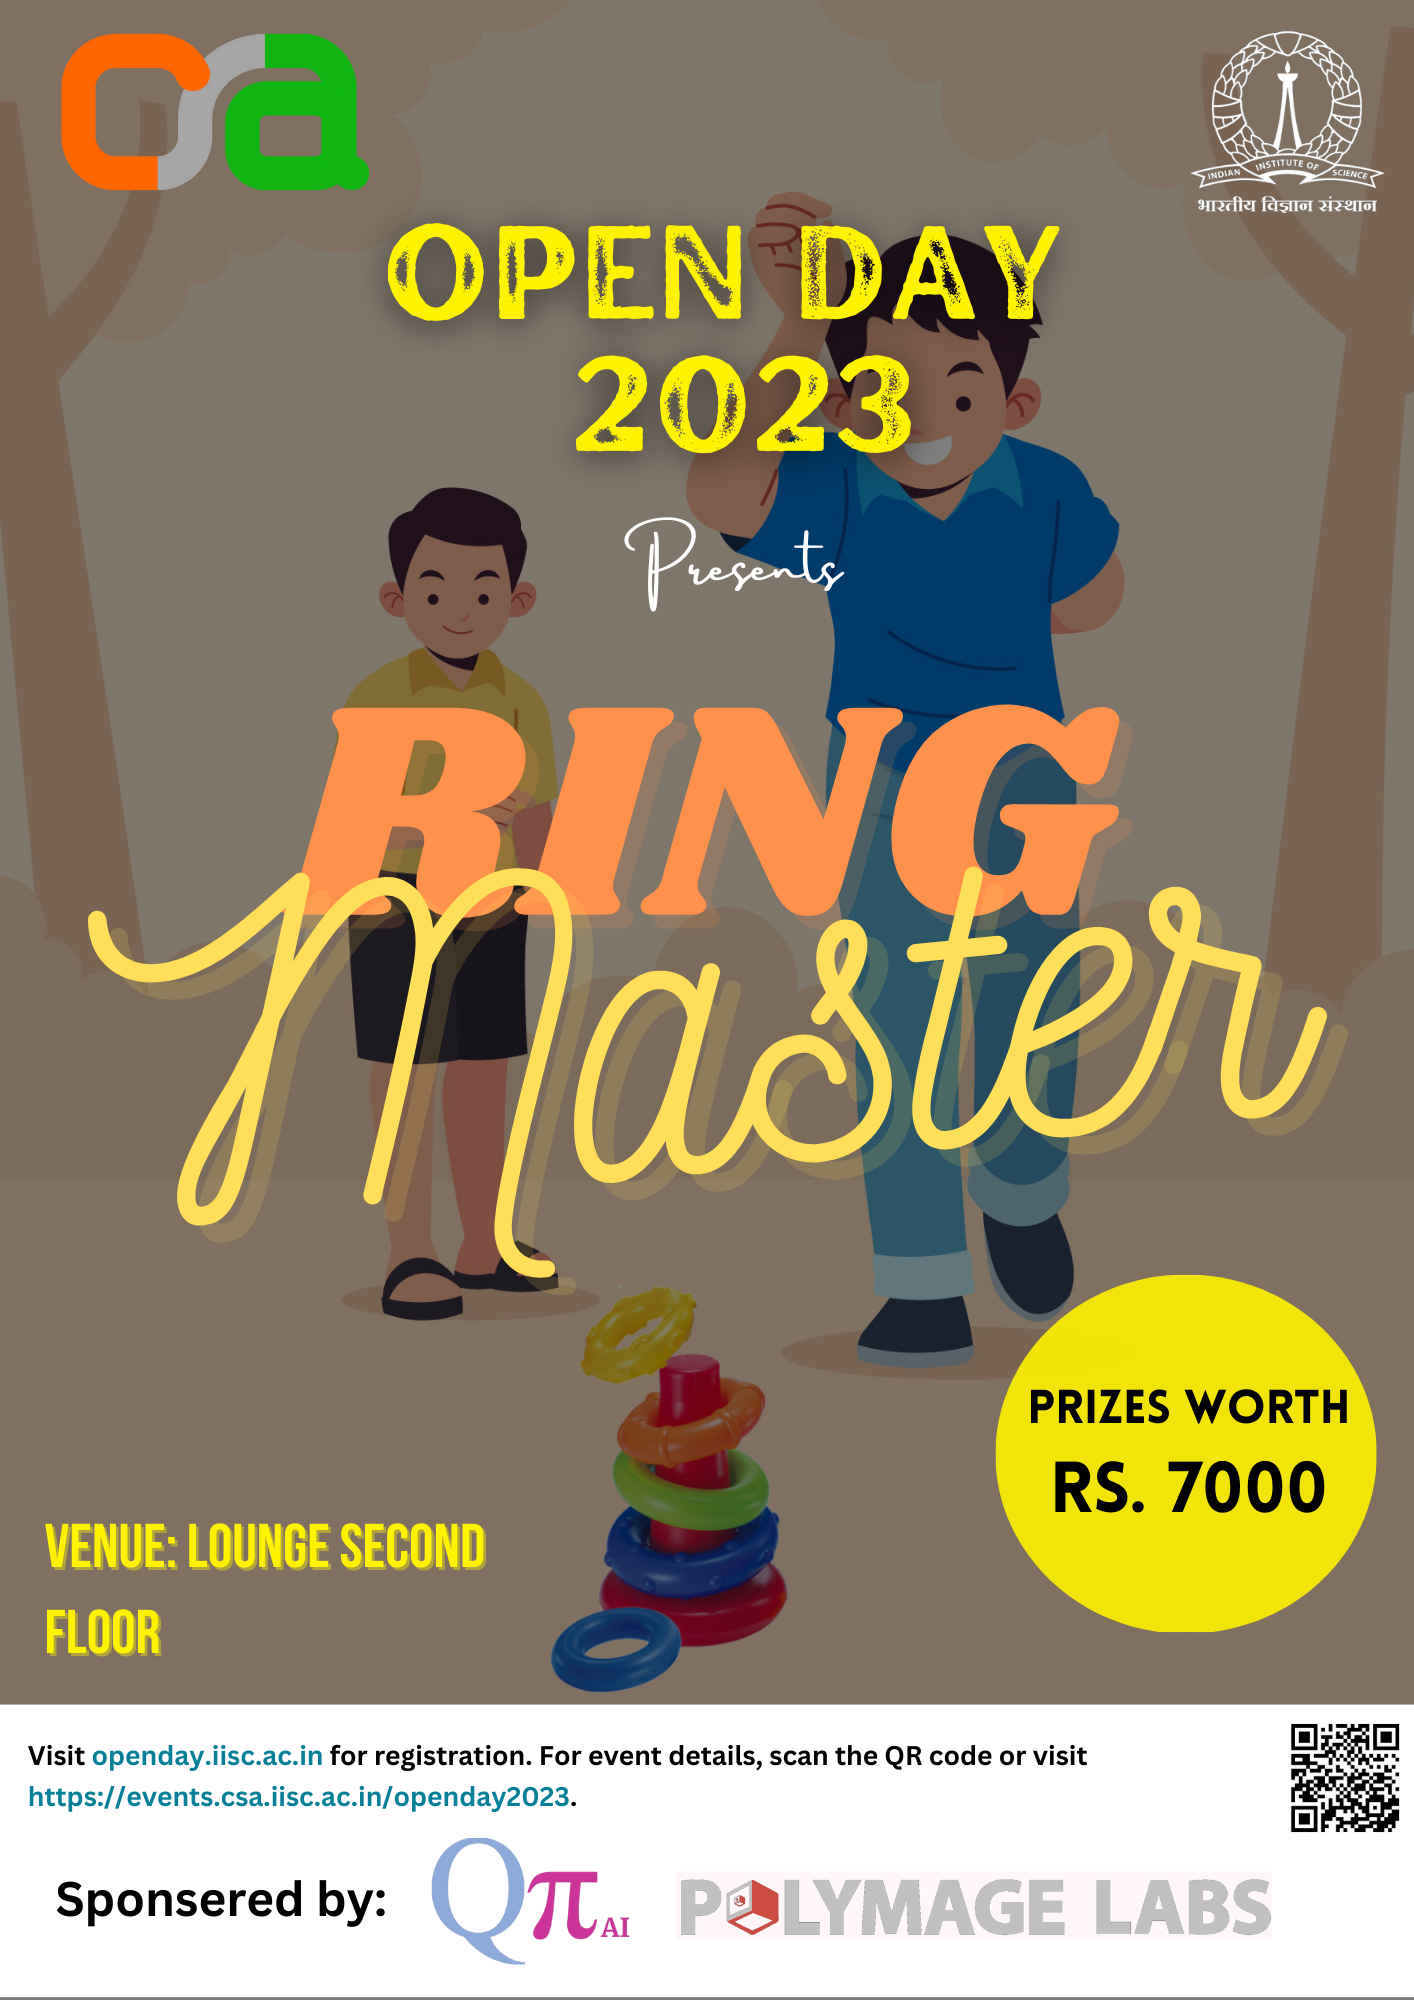 csa
INDIAN INSTITUTE OF SCIENCE
भारतीय विज्ञान संस्थान
OPEN DAY
2023
Presents
RING
Master
PRIZES WORTH
RS. 7000
VENUE: LOUNGE SECOND
FLOOR
Visit openday.iisc.ac.in for registration. For event details, scan the QR code or visit
https://events.csa.iisc.ac.in/openday2023.
Sponsered by:
Qπ AI
POLYMAGE LABS